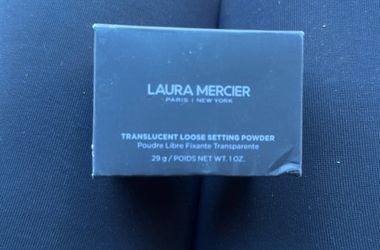 LAURA MERCIER
PARIS | NEW YORK
TRANSLUCENT LOOSE SETTING POWDER
Poudre Libre Fixante Transparente
29 g / POIDS NET WT. 1 OZ.